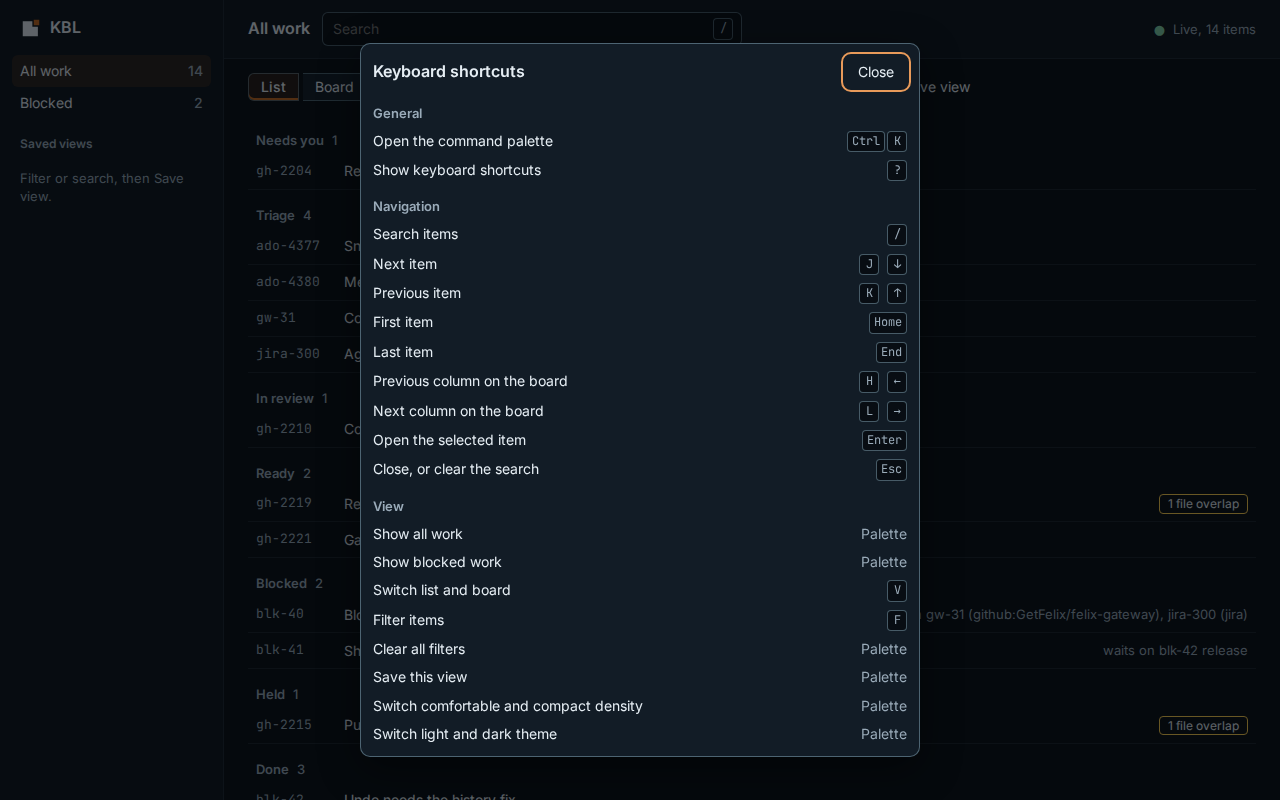 KBL
All work
Search
/
Live, 14 items
All work 14
Blocked 2
Saved views
Filter or search, then Save
view.
List
Board
view
Needs you 1
gh-2204
Triage 4
ado-4377
ado-4380
gw-31
jira-300
In review 1
gh-2210
Ready 2
gh-2219
1 file overlap
gh-2221
Blocked 2
blk-40
gw-31 (github:GetFelix/felix-gateway), jira-300 (jira)
blk-41
waits on blk-42 release
Held 1
gh-2215
1 file overlap
Done 3
blk-42 Undo needs the history fix
Keyboard shortcuts
Close
General
Open the command palette Ctrl K
Show keyboard shortcuts ?
Navigation
Search items /
Next item J ↓
Previous item K ↑
First item Home
Last item End
Previous column on the board H ←
Next column on the board L →
Open the selected item Enter
Close, or clear the search Esc
View
Show all work Palette
Show blocked work Palette
Switch list and board V
Filter items F
Clear all filters Palette
Save this view Palette
Switch comfortable and compact density Palette
Switch light and dark theme Palette